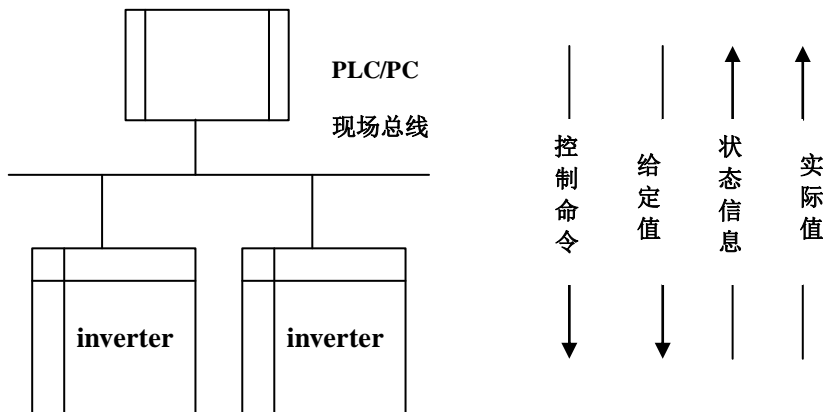 PLC/PC
现场总线
inverter
inverter
控制命令
给定值
状态信息
实际值